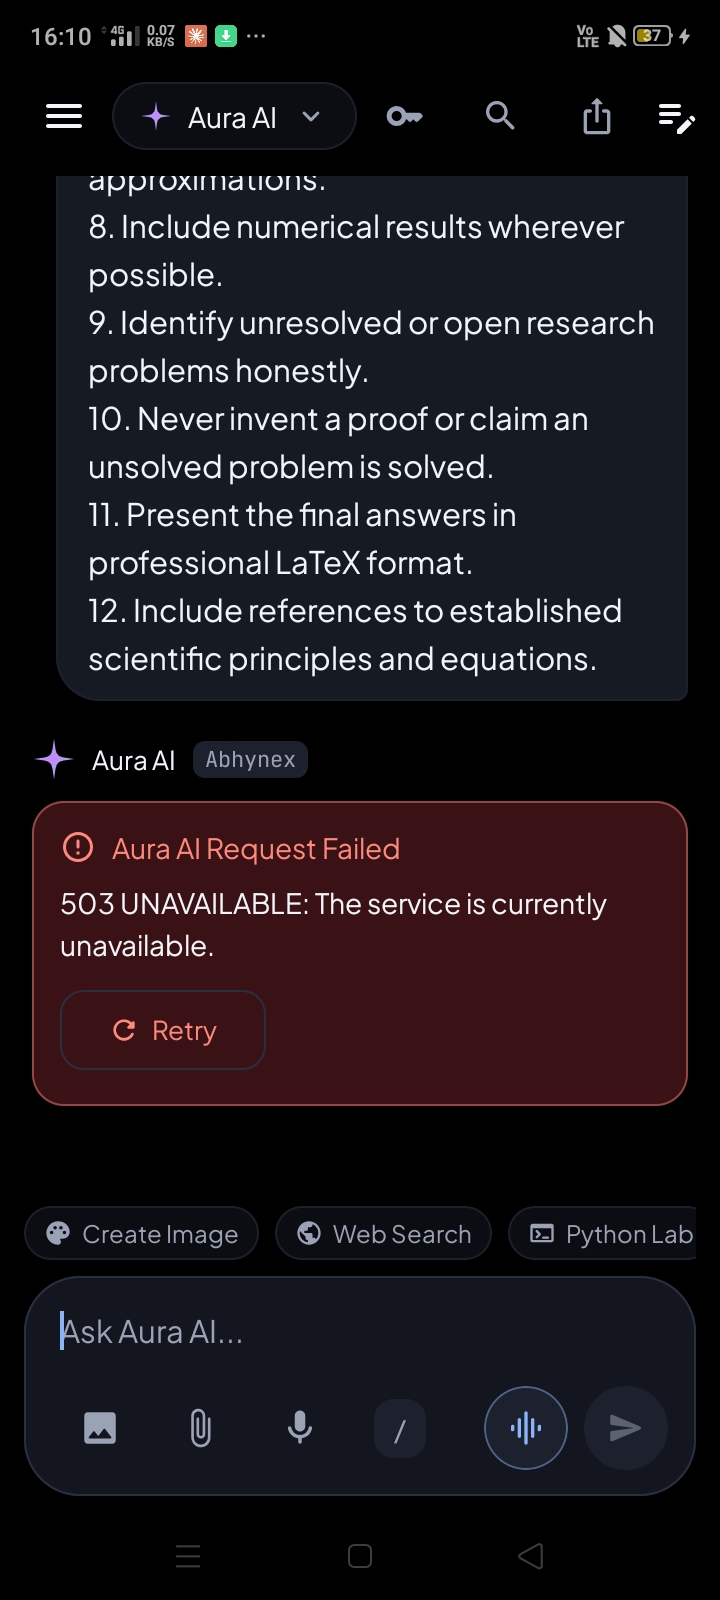 16:10
4G
0.07
KB/S
Vo
LTE
37
Aura AI
approximations.
8. Include numerical results wherever
possible.
9. Identify unresolved or open research
problems honestly.
10. Never invent a proof or claim an
unsolved problem is solved.
11. Present the final answers in
professional LaTeX format.
12. Include references to established
scientific principles and equations.
Aura AI Abhynex
Aura AI Request Failed
503 UNAVAILABLE: The service is currently
unavailable.
Retry
Create Image Web Search Python Lab
Ask Aura AI...
/